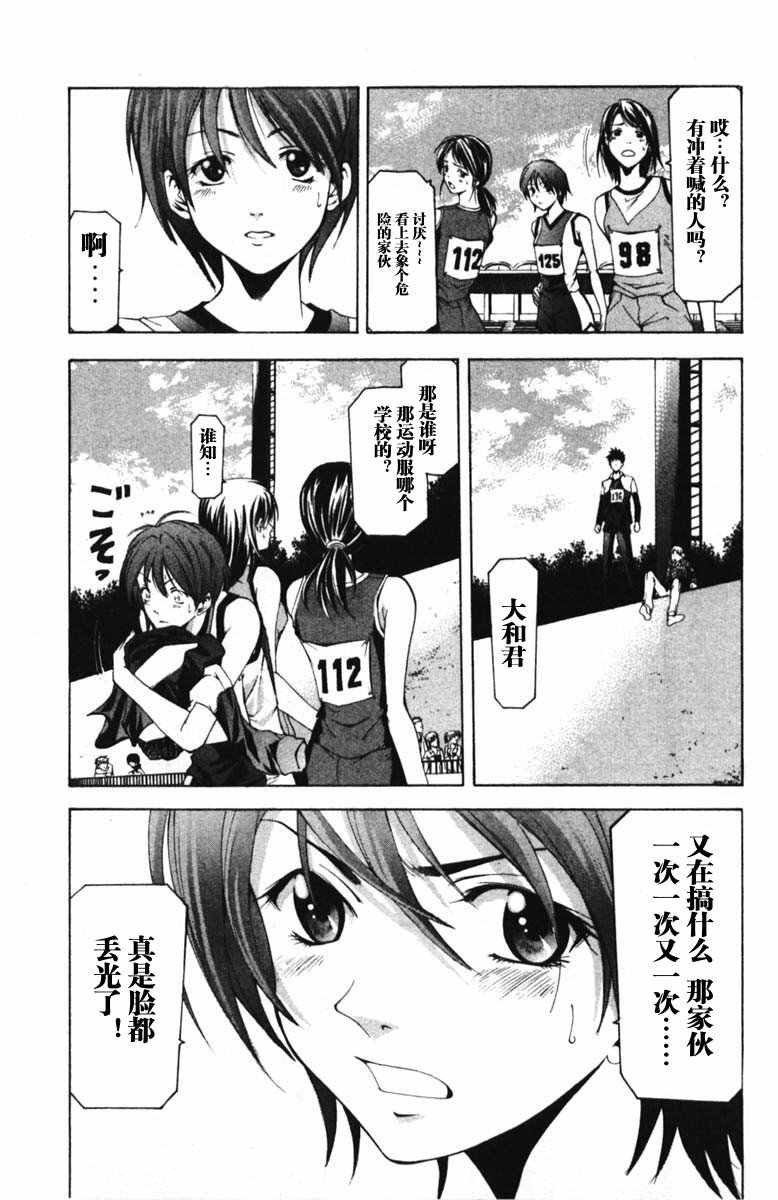 哎…什么?
有冲着喊的人吗?
讨厌~~~
看上去象个危
险的家伙
112
125
98
啊……
大和君
那是谁呀
那运动服哪个
学校的?
谁知…
ごそっ
112
又在搞什么 那家伙
一次一次又一次……
真是脸都
丢光了!